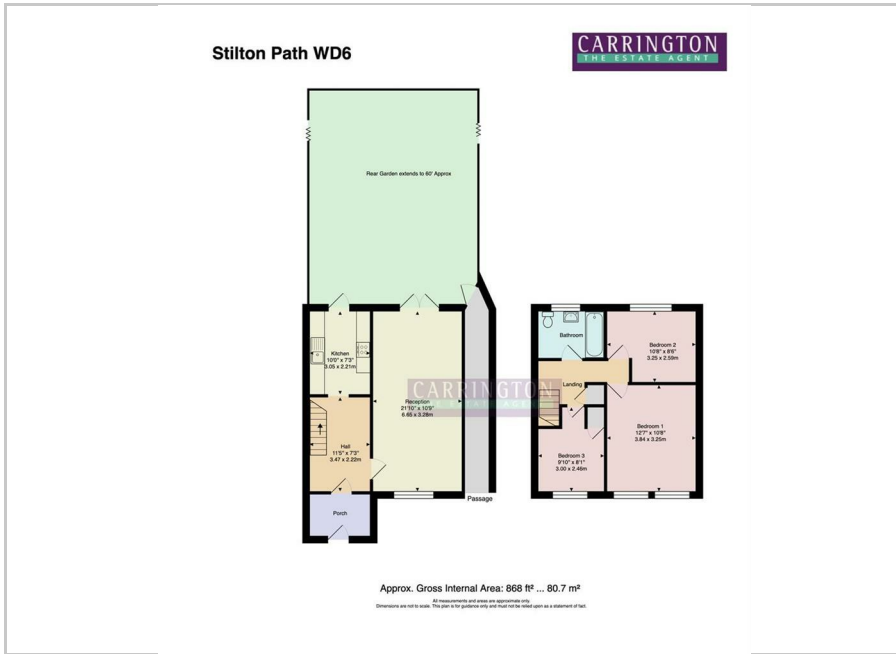 Stilton Path WD6
CARRINGTON
THE ESTATE AGENT
Rear Garden extends to 60' Approx
Kitchen
10'0" x 7'3"
3.05 x 2.21m
Reception
21'10" x 10'9"
6.65 x 3.28m
Hall
11'5" x 7'3"
3.47 x 2.22m
Porch
Passage
CARRINGTON
THE ESTATE AGENT
Bathroom
Bedroom 2
10'8" x 8'6"
3.25 x 2.59m
Landing
Bedroom 1
12'7" x 10'8"
3.84 x 3.25m
Bedroom 3
9'10" x 8'1"
3.00 x 2.46m
Approx. Gross Internal Area: 868 ft² ... 80.7 m²
All measurements and areas are approximate only.
Dimensions are not to scale. This plan is for guidance only and must not be relied upon as a statement of fact.